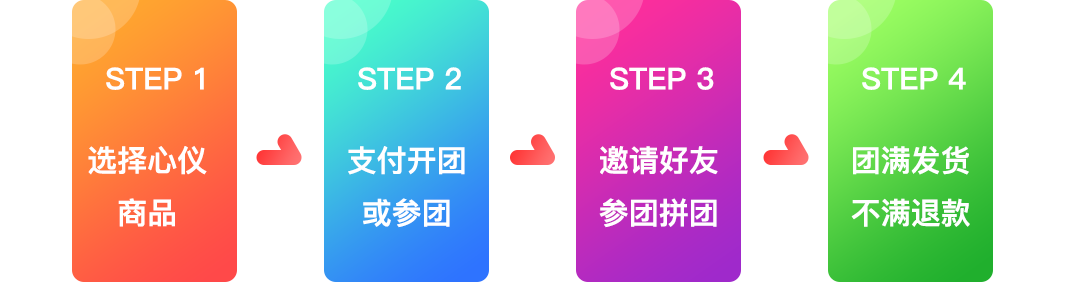 STEP 1
选择心仪
商品
STEP 2
支付开团
或参团
STEP 3
邀请好友
参团拼团
STEP 4
团满发货
不满退款